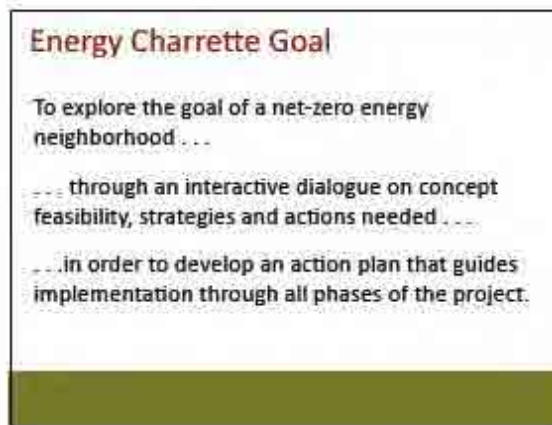 Energy Charrette Goal
To explore the goal of a net-zero energy
neighborhood . . .
. . . through an interactive dialogue on concept
feasibility, strategies and actions needed . . .
. . .in order to develop an action plan that guides
implementation through all phases of the project.